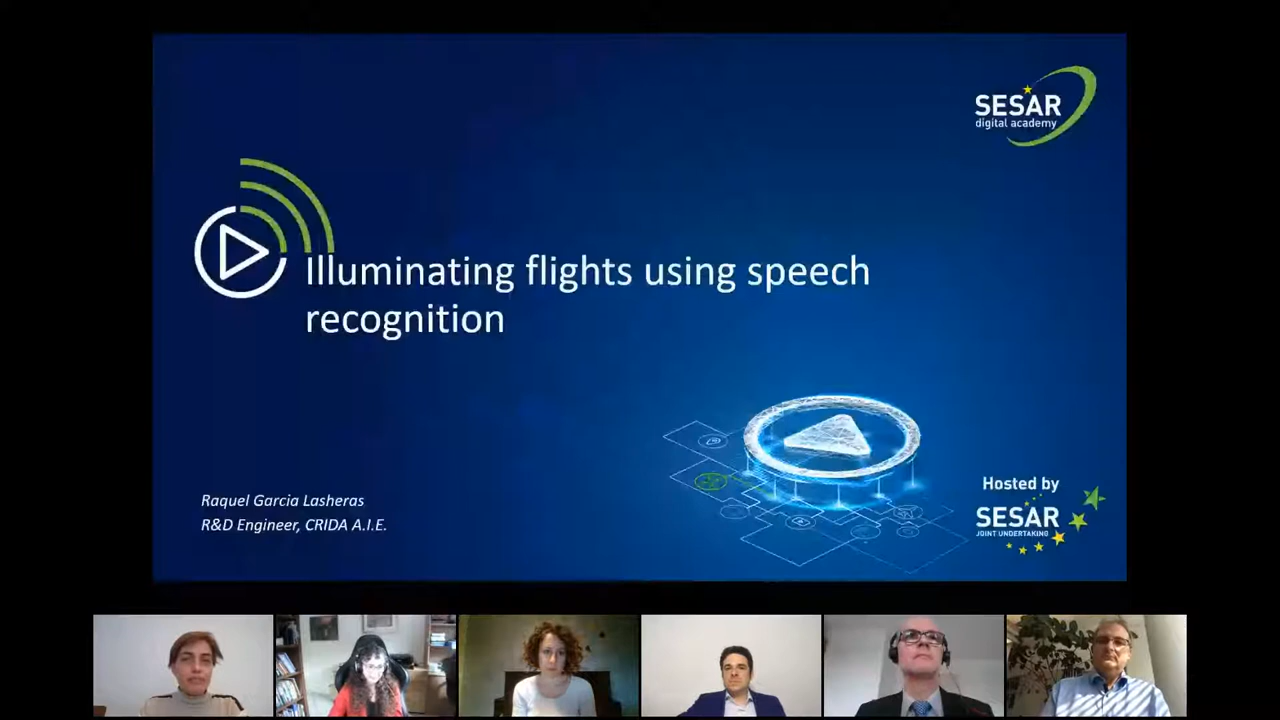 SESAR
digital academy
Illuminating flights using speech
recognition
Raquel Garcia Lasheras
R&D Engineer, CRIDA A.I.E.
Hosted by
SESAR
JOINT UNDERTAKING